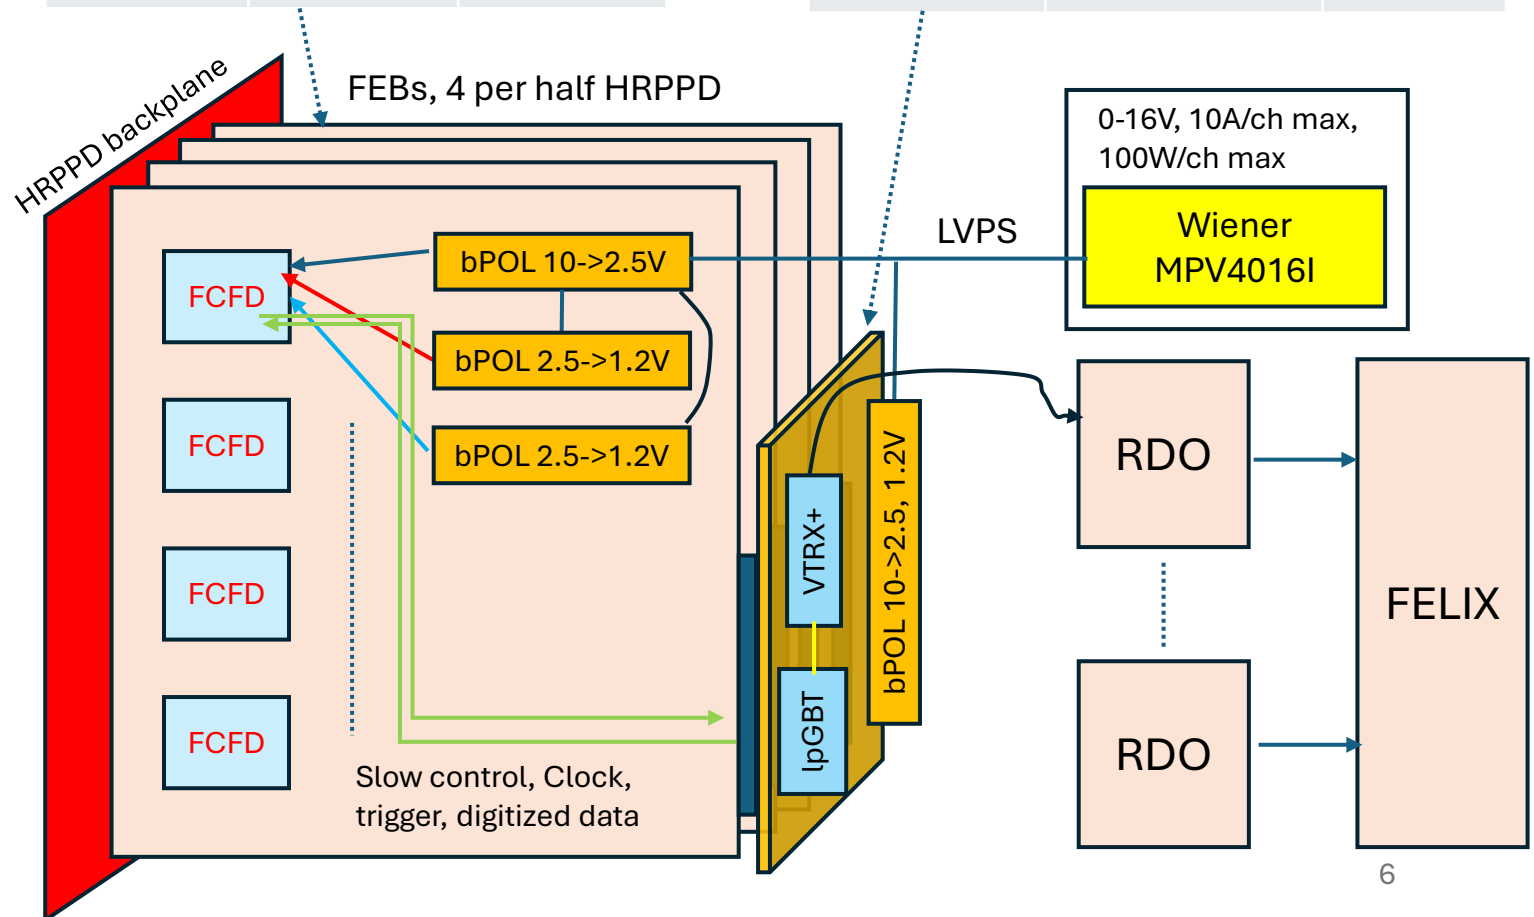 HRPPD backplane
FEBs, 4 per half HRPPD
0-16V, 10A/ch max,
100W/ch max
Wiener
MPV4016I
LVPS
bPOL 10->2.5V
FCFD
bPOL 2.5->1.2V
bPOL 2.5->1.2V
FCFD
FCFD
FCFD
Slow control, Clock,
trigger, digitized data
VTRX+
lpGBT
bPOL 10->2.5, 1.2V
RDO
RDO
FELIX
6